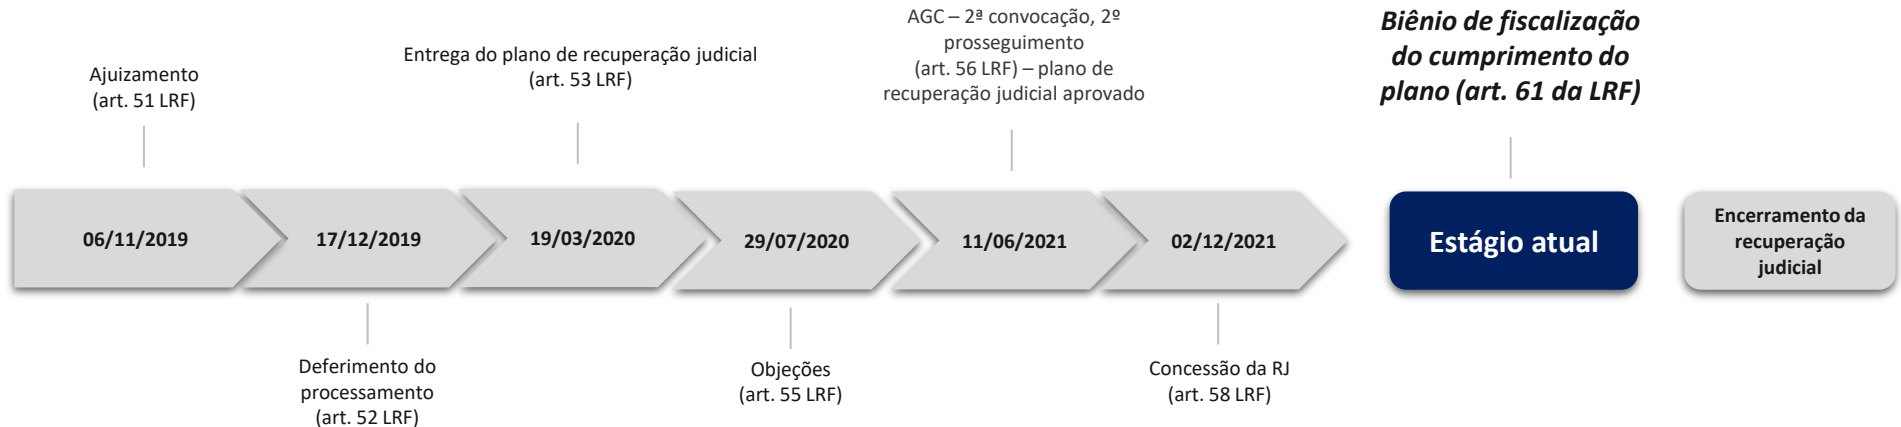 Ajuizamento
(art. 51 LRF)
Entrega do plano de recuperação judicial
(art. 53 LRF)
AGC – 2ª convocação, 2º
prosseguimento
(art. 56 LRF) – plano de
recuperação judicial aprovado
Biênio de fiscalização
do cumprimento do
plano (art. 61 da LRF)
06/11/2019
17/12/2019
19/03/2020
29/07/2020
11/06/2021
02/12/2021
Estágio atual
Encerramento da
recuperação
judicial
Deferimento do
processamento
(art. 52 LRF)
Objeções
(art. 55 LRF)
Concessão da RJ
(art. 58 LRF)